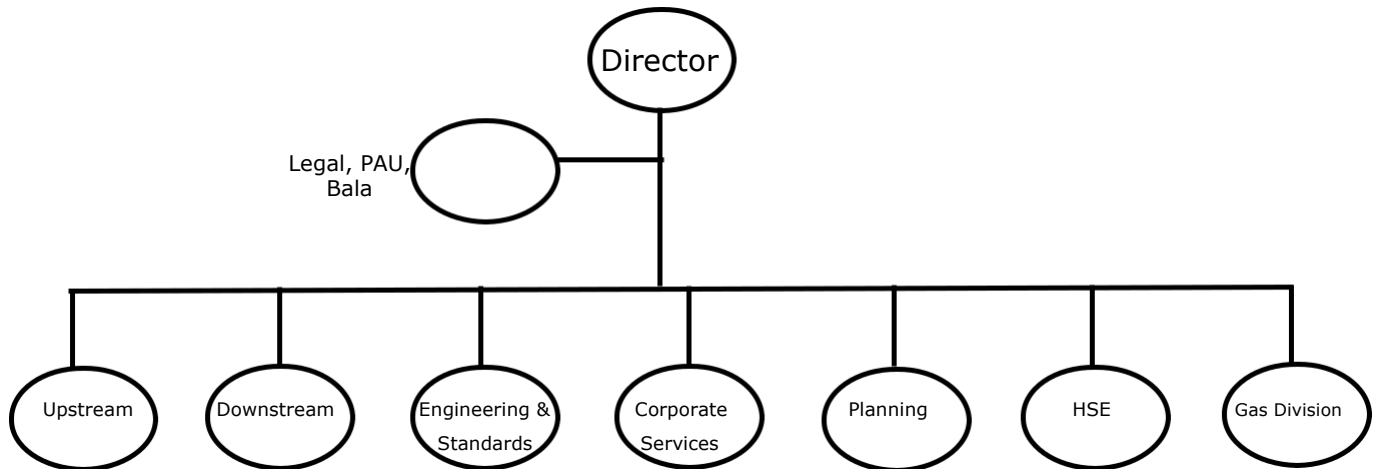 Director
Legal, PAU,
Bala
Upstream
Downstream
Engineering &
Standards
Corporate
Services
Planning
HSE
Gas Division